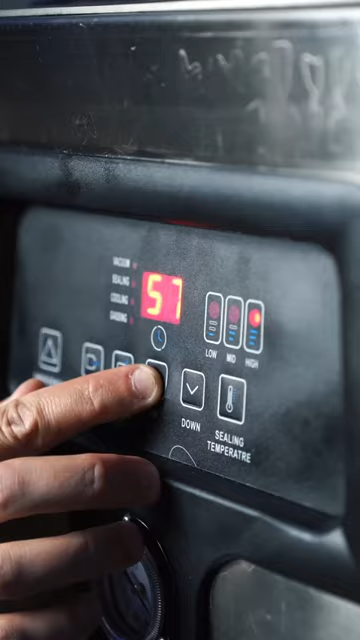 VACUUM
SEALING
COOLING
GASSING
57
LOW
MID
HIGH
DOWN
SEALING
TEMPERATRE